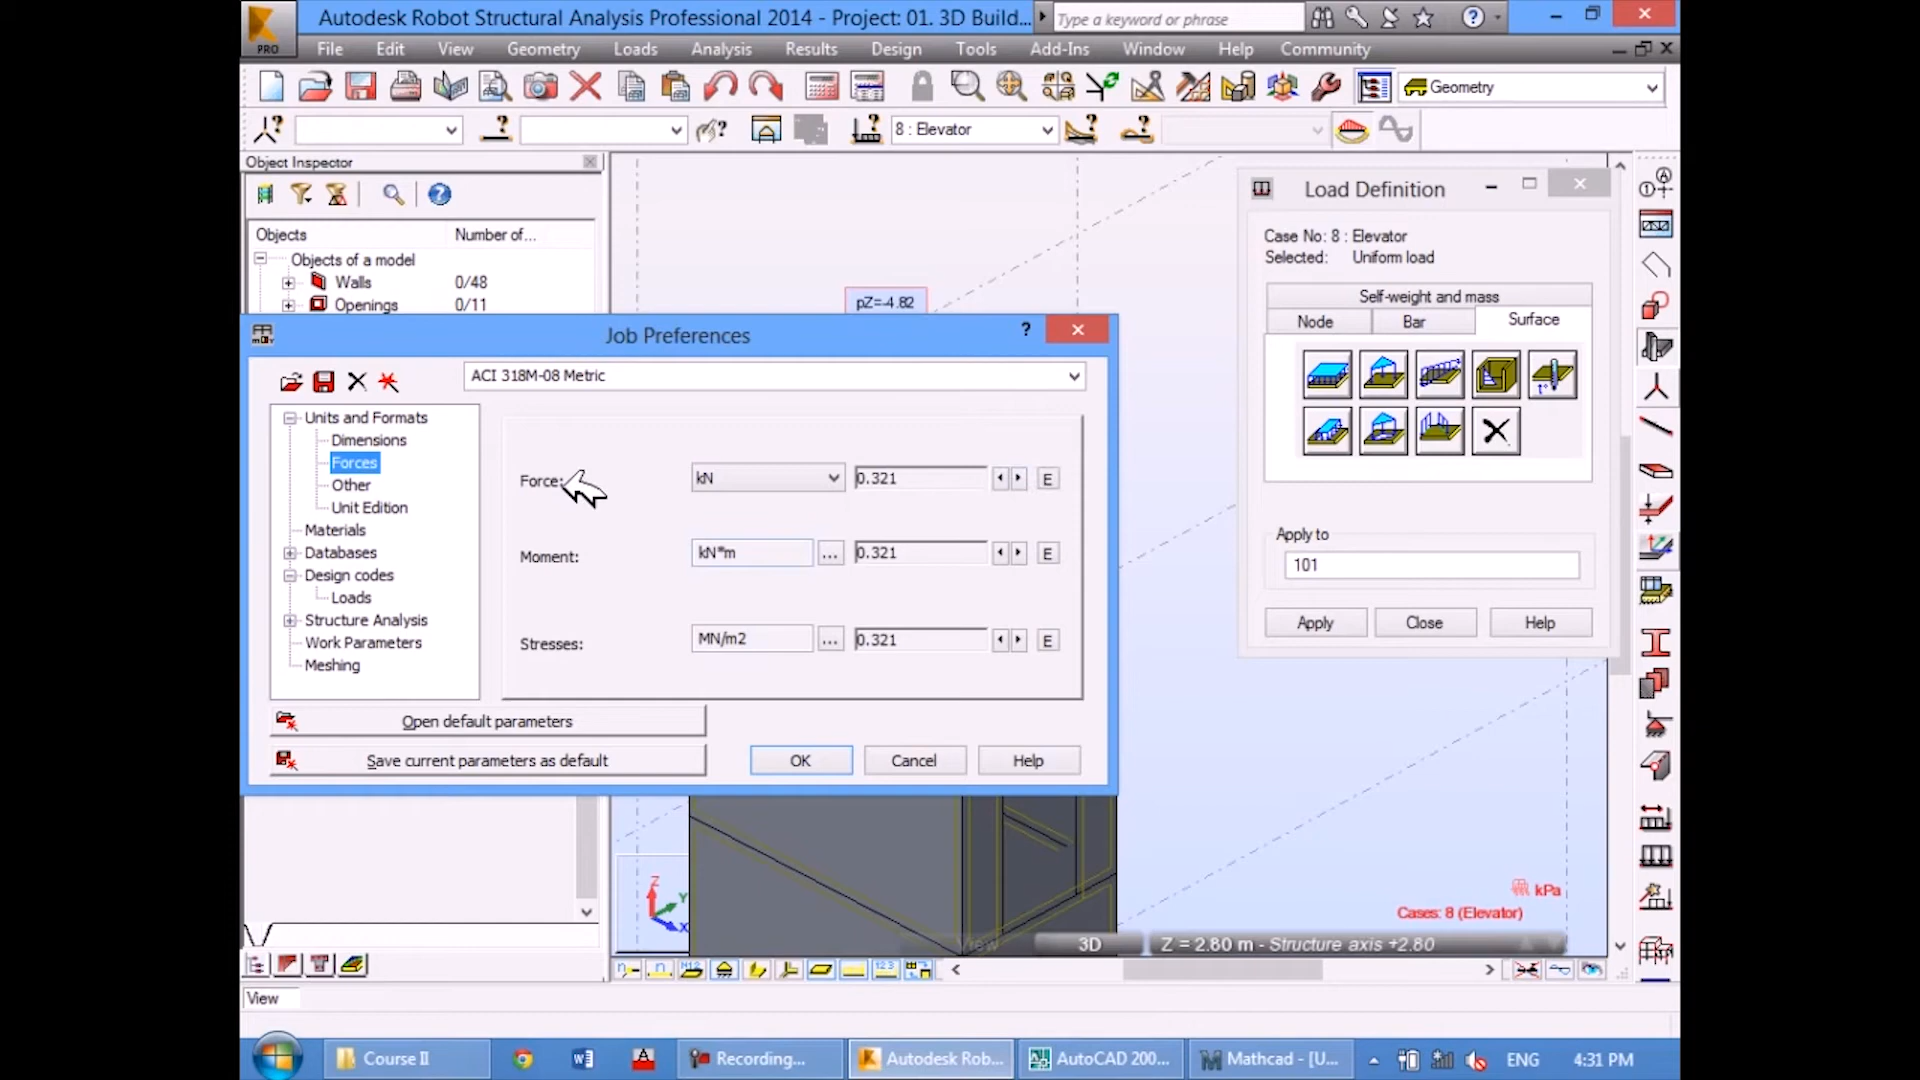 Autodesk Robot Structural Analysis Professional 2014 - Project: 01. 3D Build...
Type a keyword or phrase
PRO
File Edit View Geometry Loads Analysis Results Design Tools Add-Ins Window Help Community
Geometry
8 : Elevator
Object Inspector
Objects Number of...
Objects of a model
Walls 0/48
Openings 0/11
pZ=-4.82
Load Definition
Case No: 8 : Elevator
Selected: Uniform load
Self-weight and mass
Node Bar Surface
Apply to
101
Apply Close Help
Job Preferences
ACI 318M-08 Metric
Units and Formats
Dimensions
Forces
Other
Unit Edition
Materials
Databases
Design codes
Loads
Structure Analysis
Work Parameters
Meshing
Force: kN 0.321 E
Moment: kN*m ... 0.321 E
Stresses: MN/m2 ... 0.321 E
Open default parameters
Save current parameters as default
OK Cancel Help
Z
Y
X
kPa
Cases: 8 (Elevator)
View 3D Z = 2.80 m - Structure axis +2.80
View
Course II
Recording...
Autodesk Rob...
AutoCAD 200...
Mathcad - [U...
ENG 4:31 PM